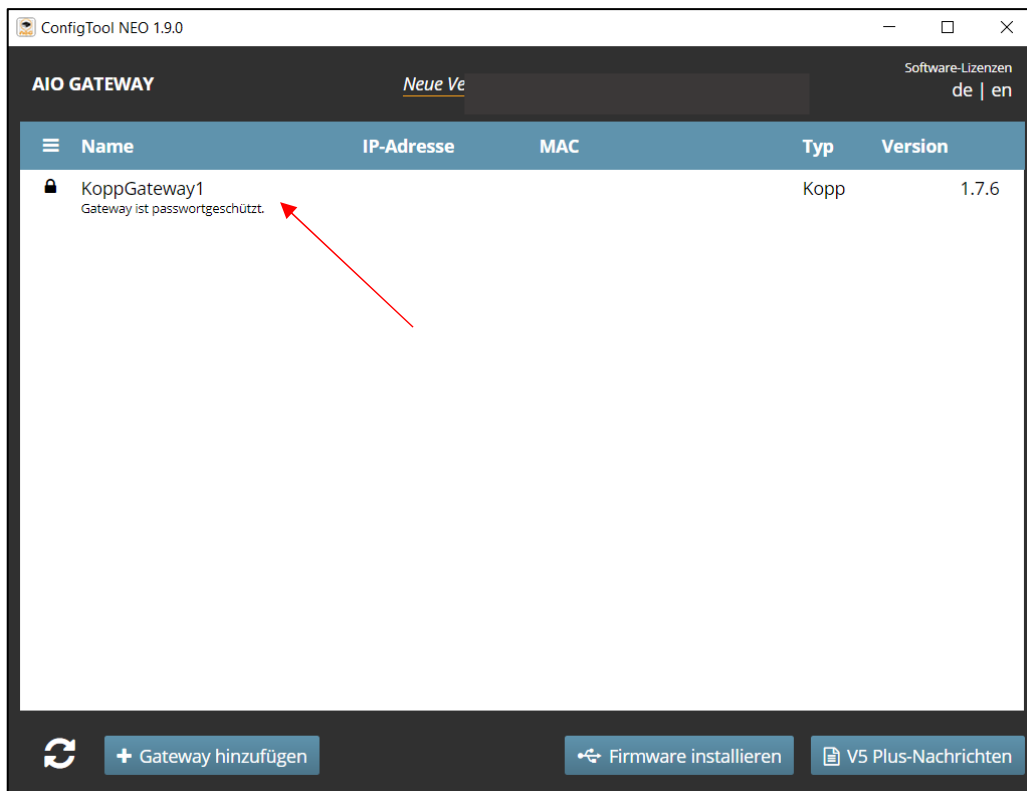 ConfigTool NEO 1.9.0
Software-Lizenzen
AIO GATEWAY Neue Ve de | en
Name IP-Adresse MAC Typ Version
KoppGateway1 Kopp 1.7.6
Gateway ist passwortgeschützt.
+ Gateway hinzufügen Firmware installieren V5 Plus-Nachrichten